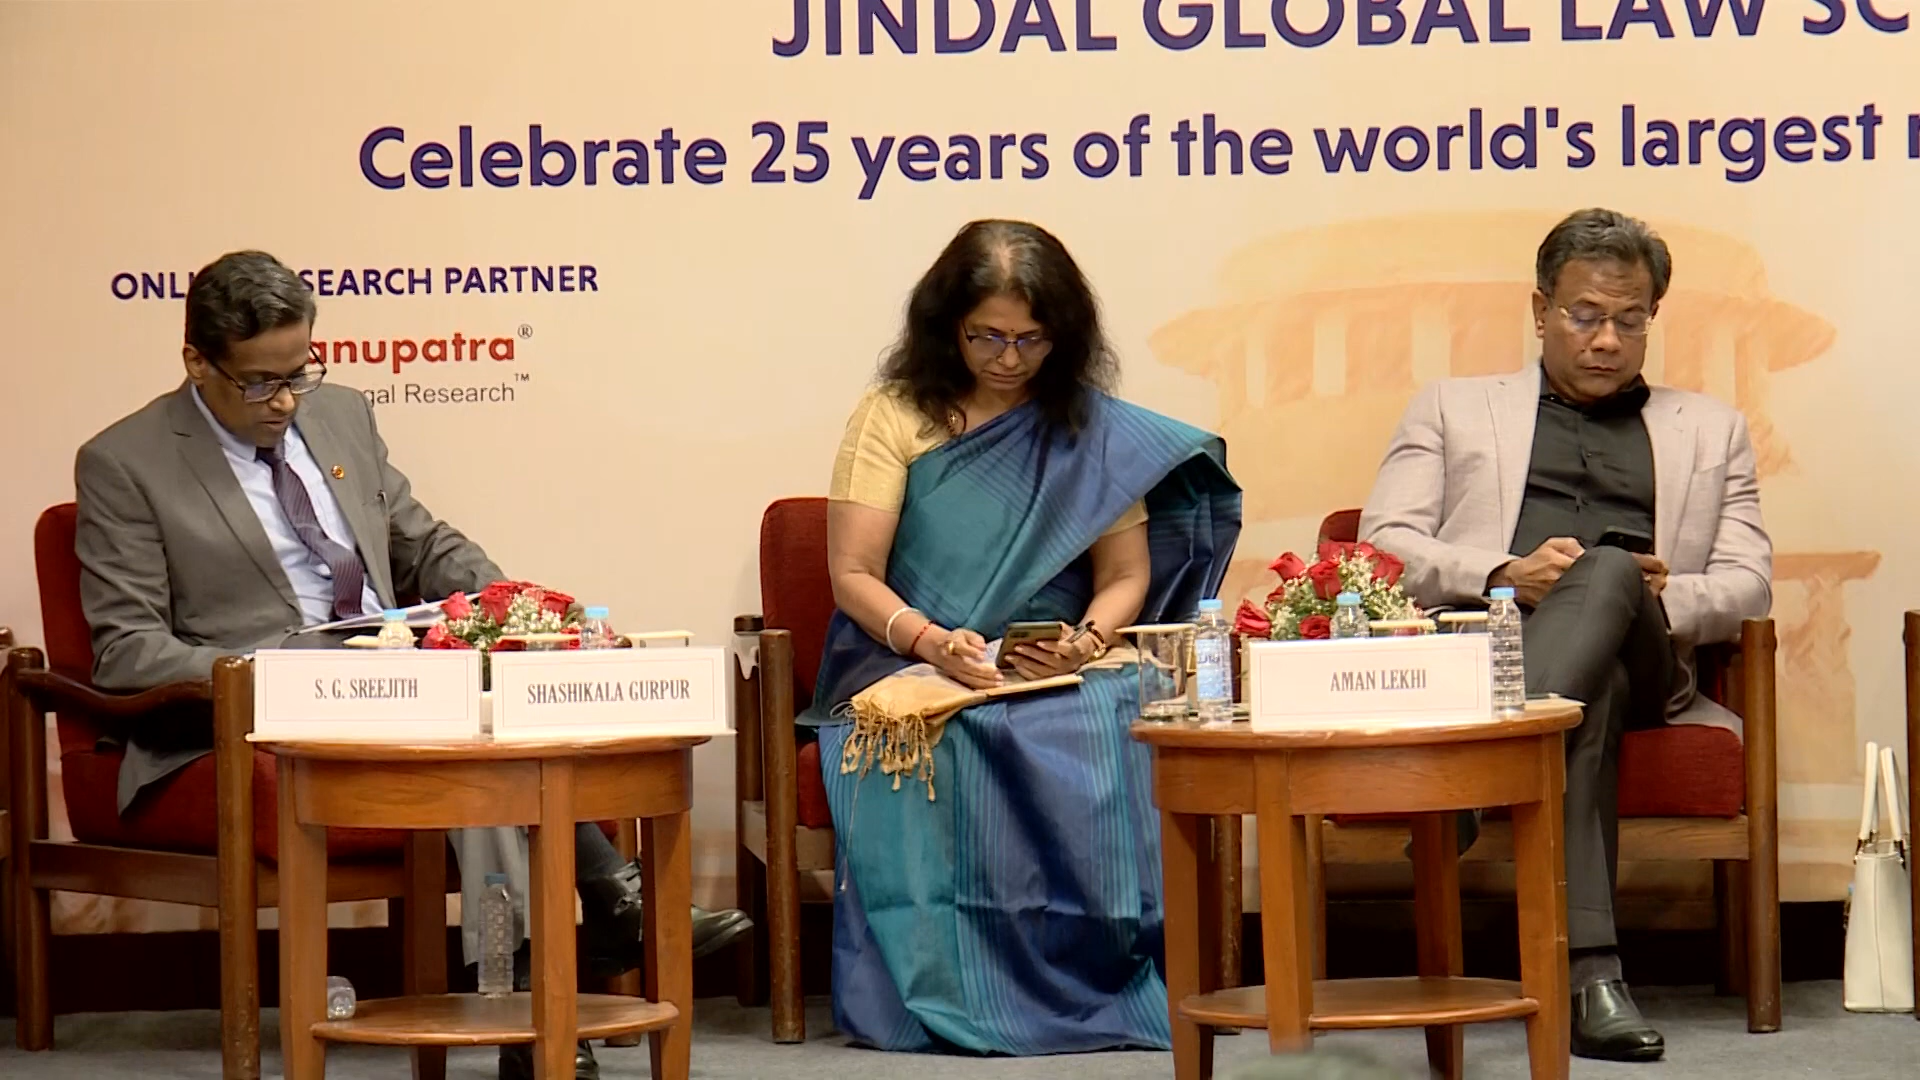 JINDAL GLOBAL LAW SC
Celebrate 25 years of the world's largest
ONL SEARCH PARTNER
anupatra®
gal Research™
S. G. SREEJITH
SHASHIKALA GURPUR
AMAN LEKHI